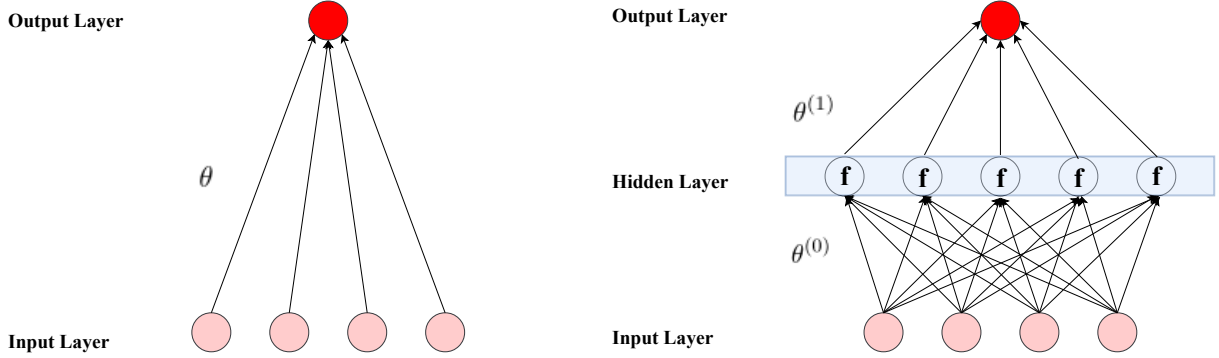 Output Layer
θ
Input Layer
Output Layer
θ(1)
Hidden Layer
f f f f f
θ(0)
Input Layer